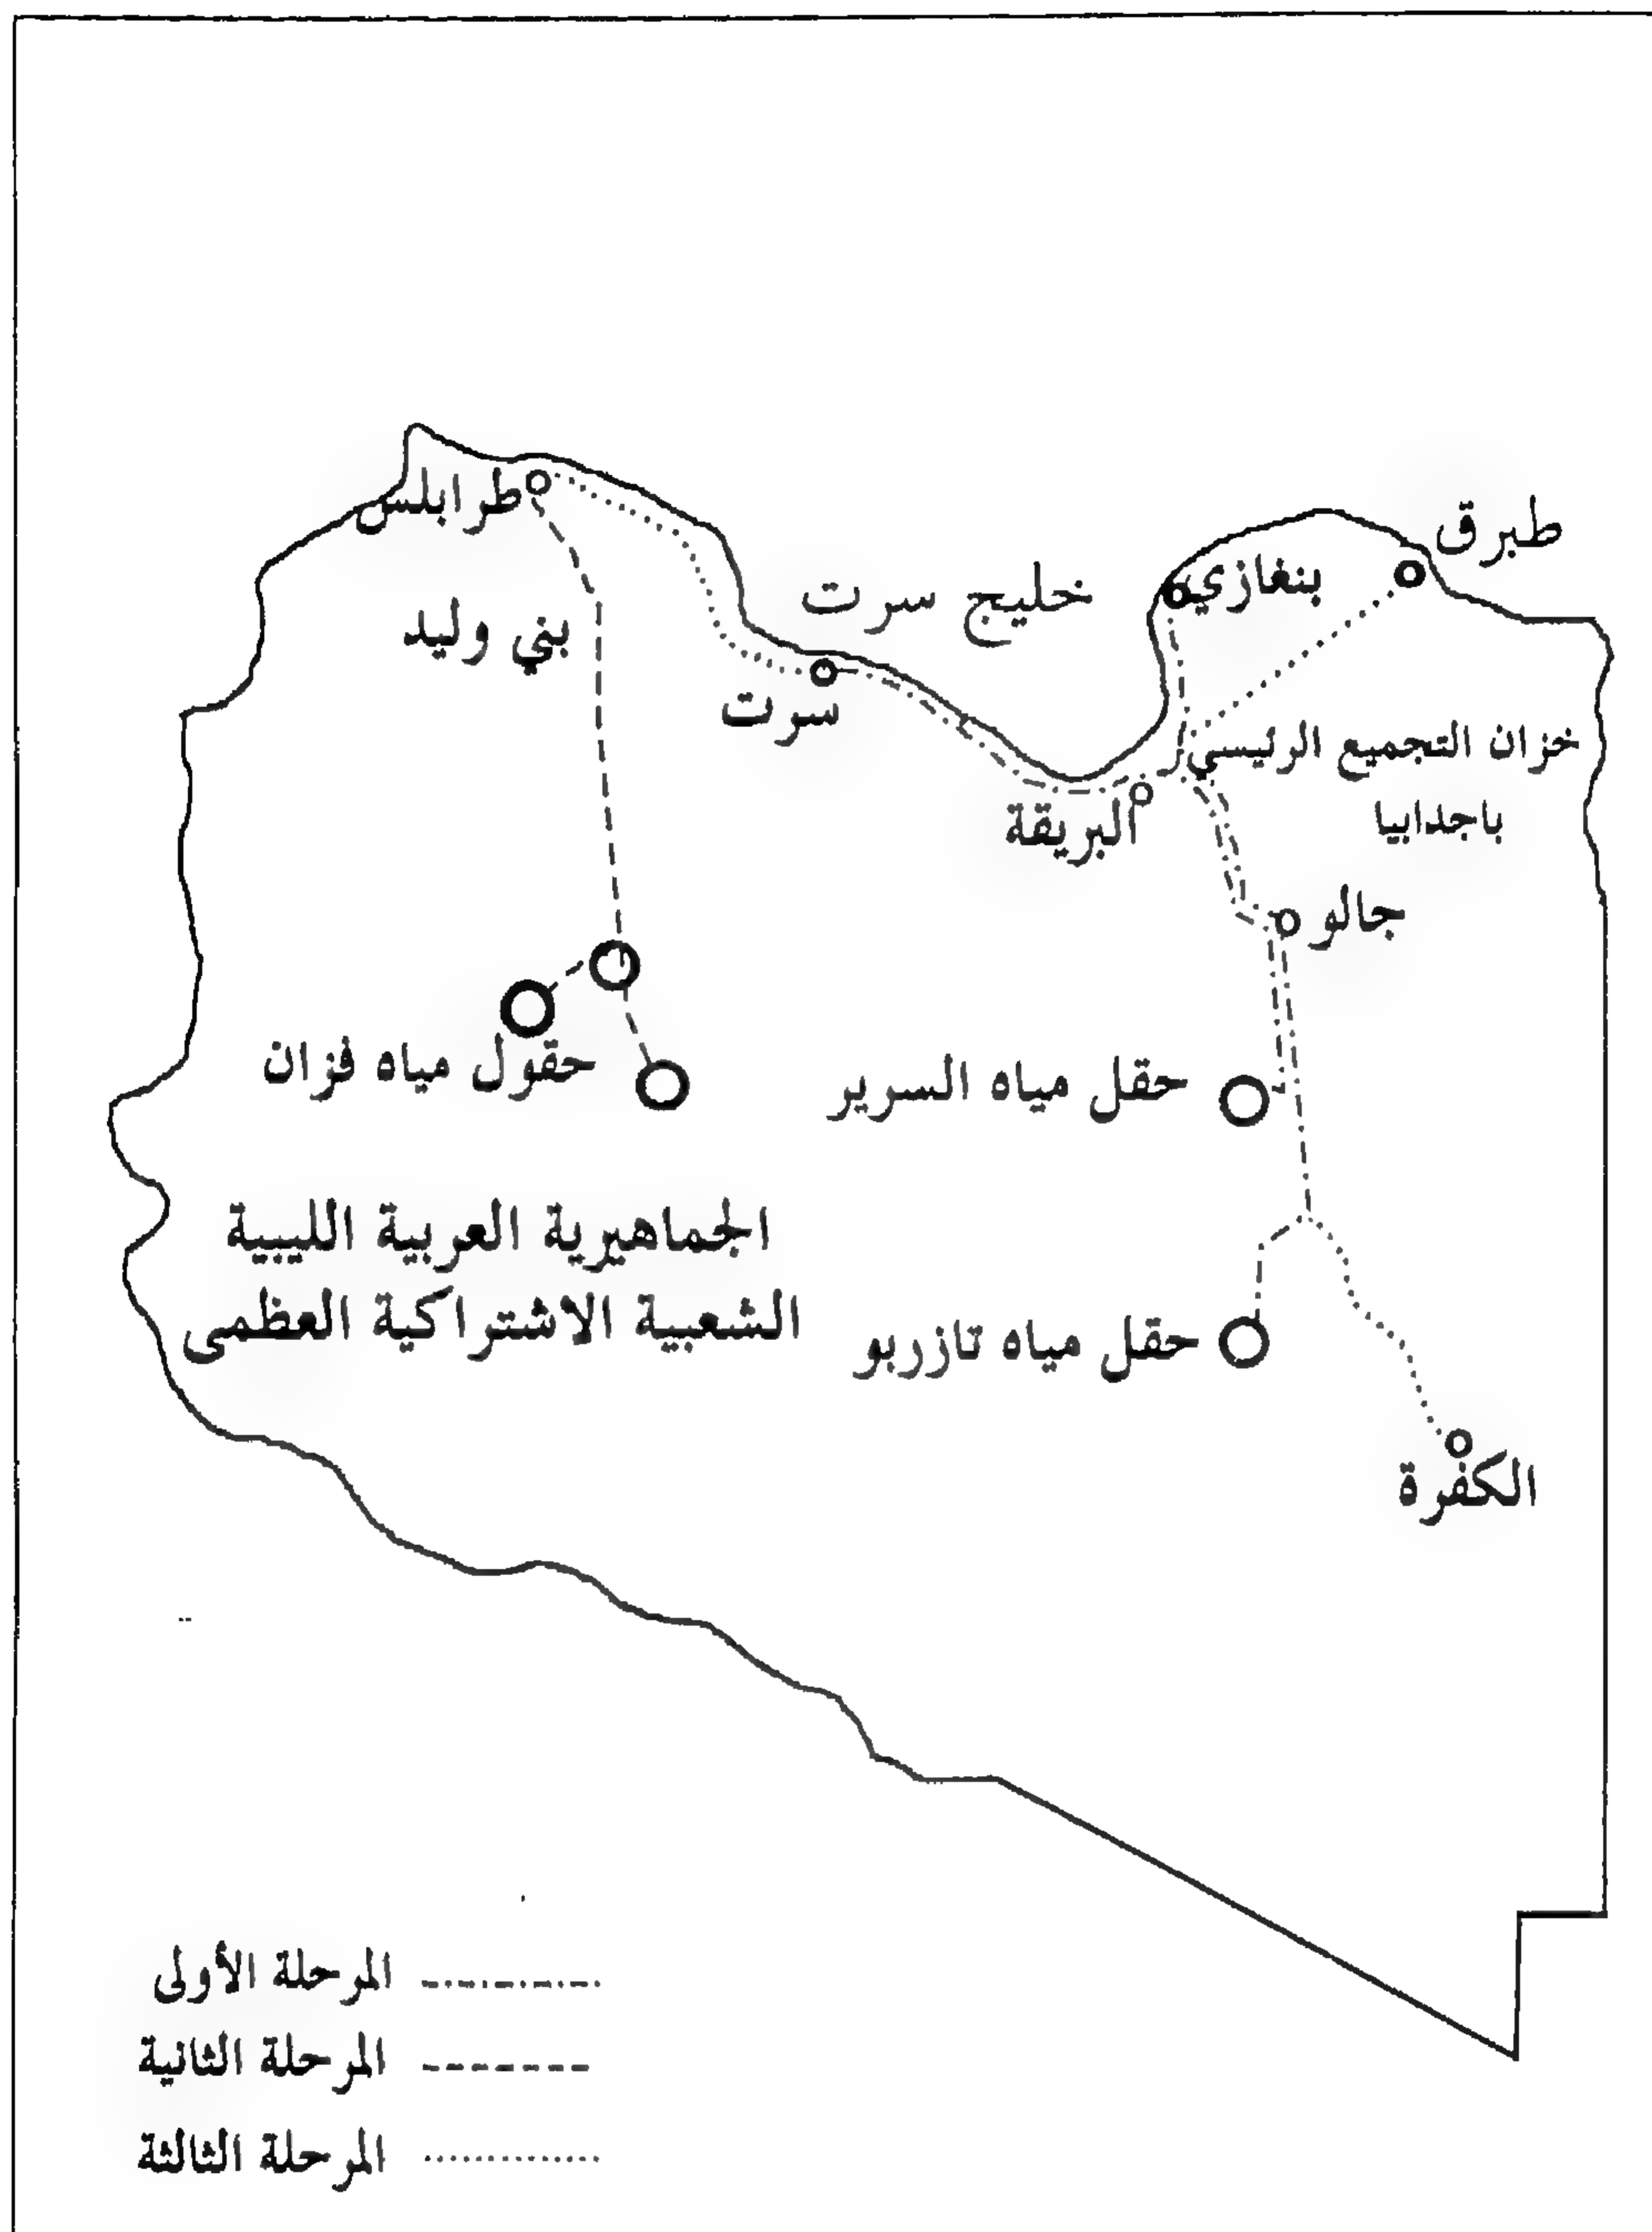 طرابلس
طبرق
بنغازي
خليج سرت
بني وليد
سرت
خزان التجميع الرئيسي
باجدابيا
البريقة
جالو
حقول مياه فزان
حقل مياه السرير
الجماهيرية العربية الليبية
الشعبية الاشتراكية العظمى
حقل مياه تازربو
الكفرة
المرحلة الأولى
المرحلة الثانية
المرحلة الثالثة